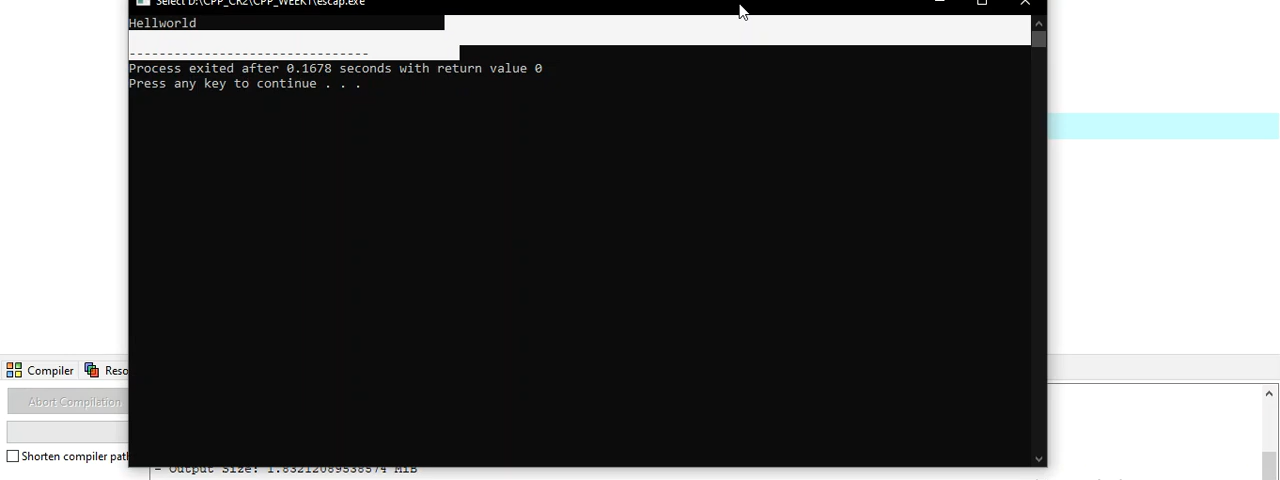 Select D:\CPP_CR2\CPP_WEEK1\escap.exe
Hellworld
--------------------------------
Process exited after 0.1678 seconds with return value 0
Press any key to continue . . .
Compiler
Reso
Abort Compilation
Shorten compiler path
- Output Size: 1.83212089538574 MiB